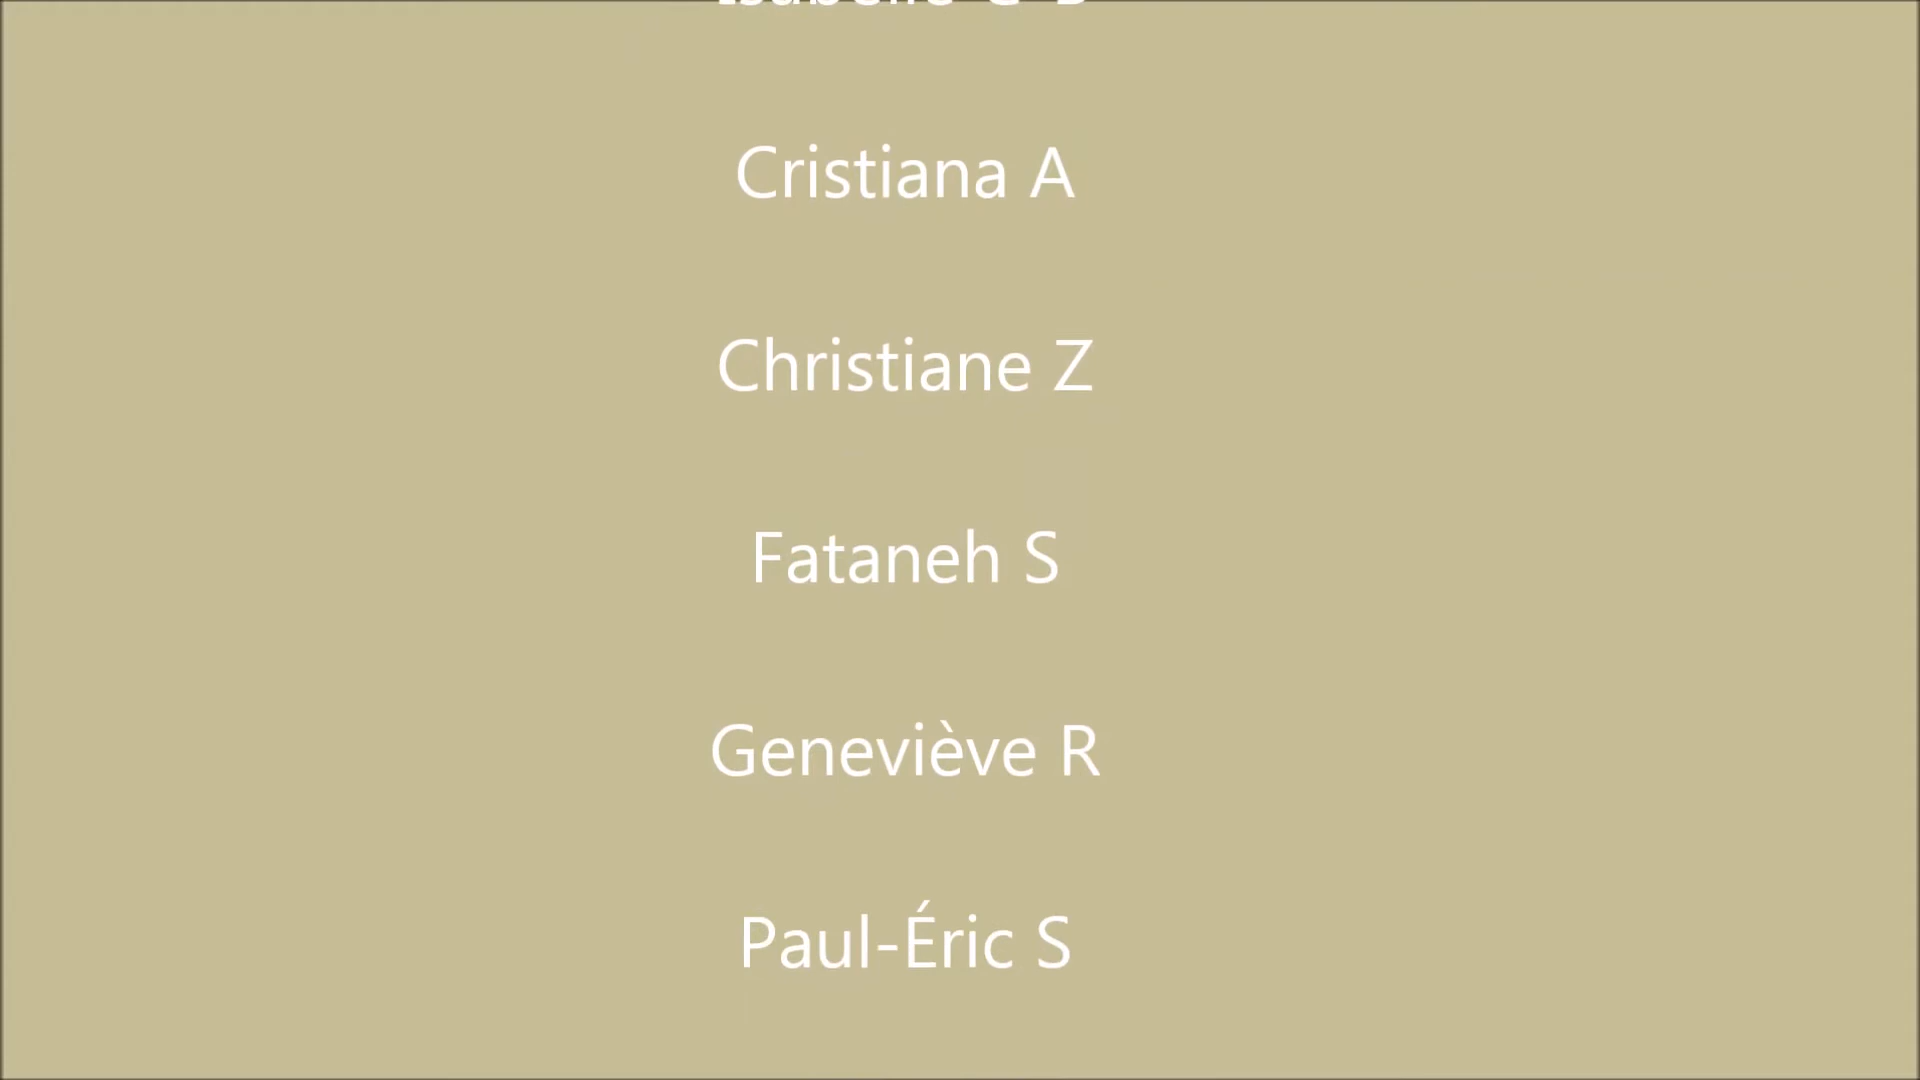 Cristiana A
Christiane Z
Fataneh S
Geneviève R
Paul-Éric S